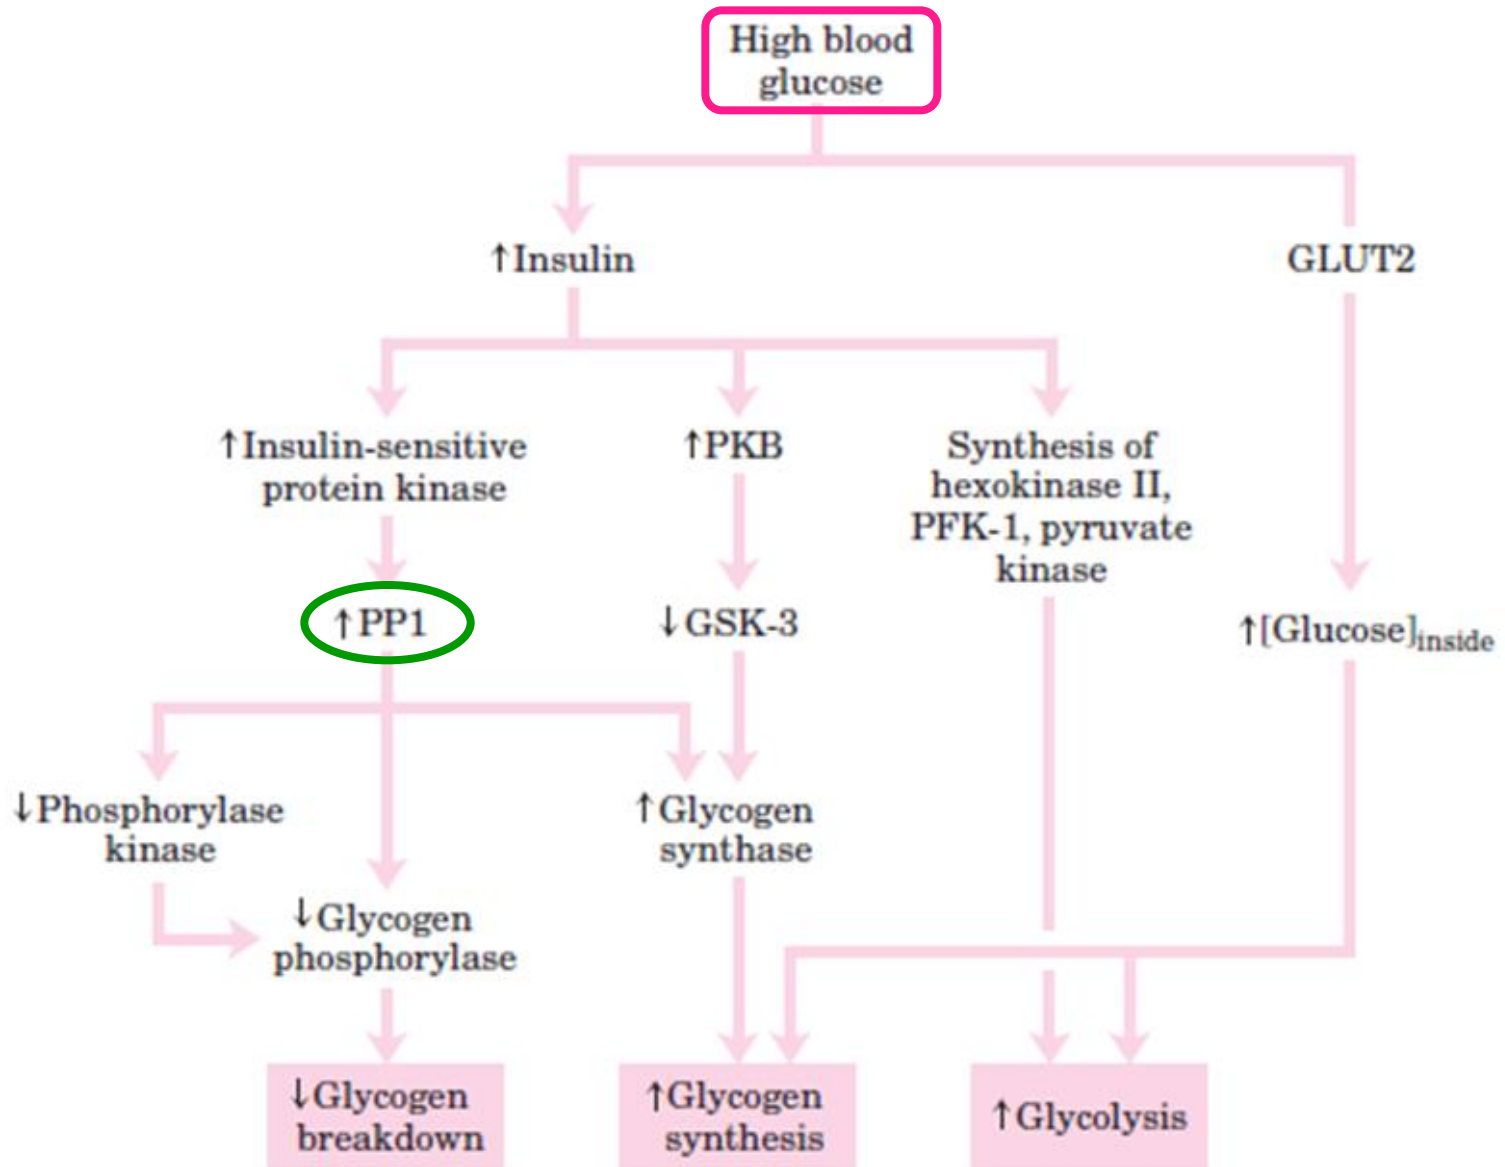 High blood
glucose
↑Insulin
GLUT2
↑Insulin-sensitive
protein kinase
↑PKB
Synthesis of
hexokinase II,
PFK-1, pyruvate
kinase
↑PP1
↓GSK-3
↑[Glucose]inside
↓Phosphorylase
kinase
↑Glycogen
synthase
↓Glycogen
phosphorylase
↓Glycogen
breakdown
↑Glycogen
synthesis
↑Glycolysis